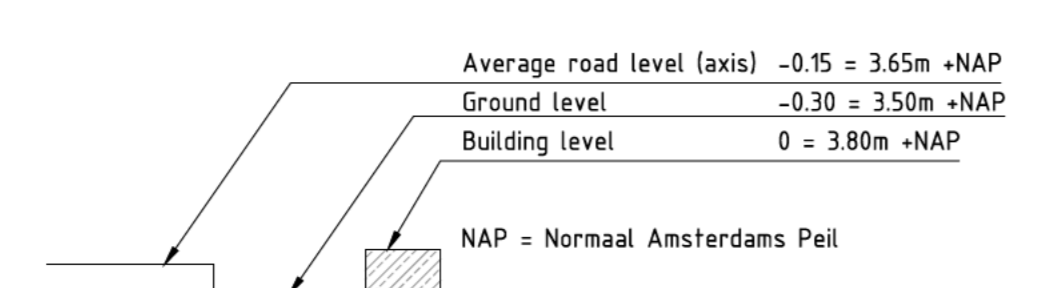 Average road level (axis) -0.15 = 3.65m +NAP
Ground level -0.30 = 3.50m +NAP
Building level 0 = 3.80m +NAP
NAP = Normaal Amsterdams Peil